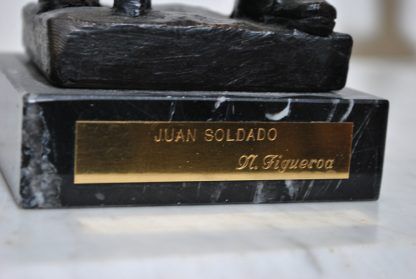 JUAN SOLDADO
N. Figueroa